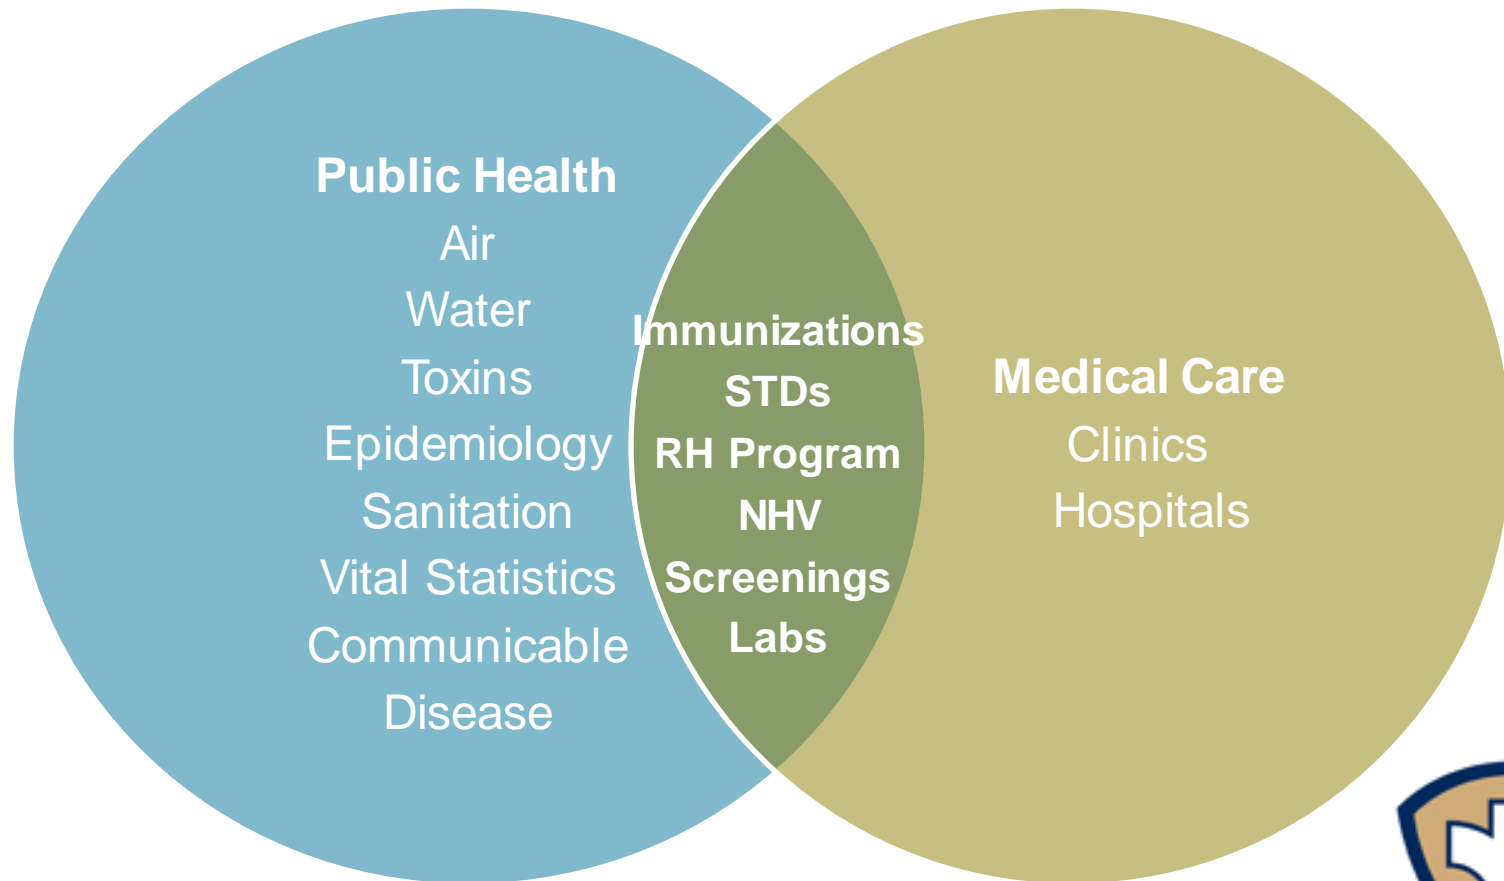 Public Health
Air
Water
Toxins
Epidemiology
Sanitation
Vital Statistics
Communicable
Disease
Immunizations
STDs
RH Program
NHV
Screenings
Labs
Medical Care
Clinics
Hospitals